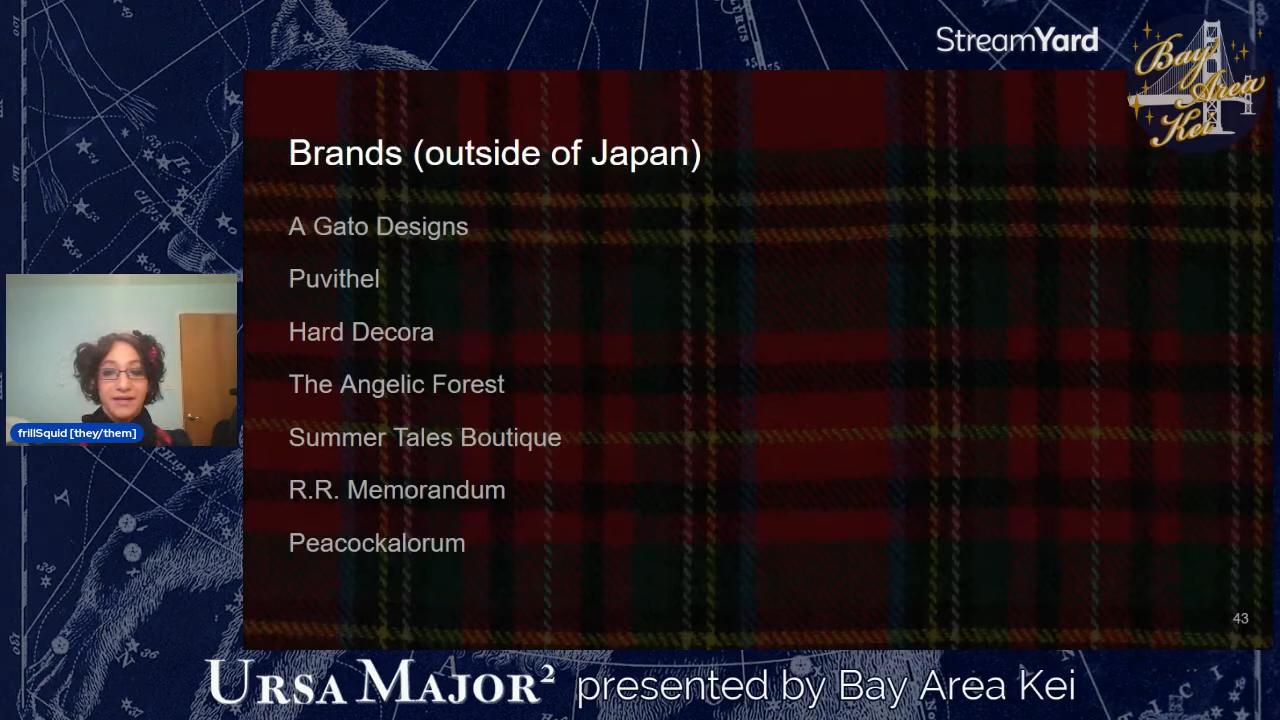 StreamYard
Bay
Area
Kei
Brands (outside of Japan)
A Gato Designs
Puvithel
Hard Decora
The Angelic Forest
Summer Tales Boutique
R.R. Memorandum
Peacockalorum
frillSquid [they/them]
43
URSA MAJOR² presented by Bay Area Kei